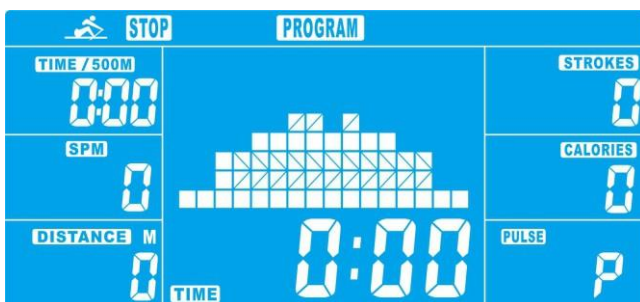 STOP PROGRAM
TIME / 500M
0:00
SPM
0
DISTANCE M
0
TIME
0:00
STROKES
0
CALORIES
0
PULSE
P